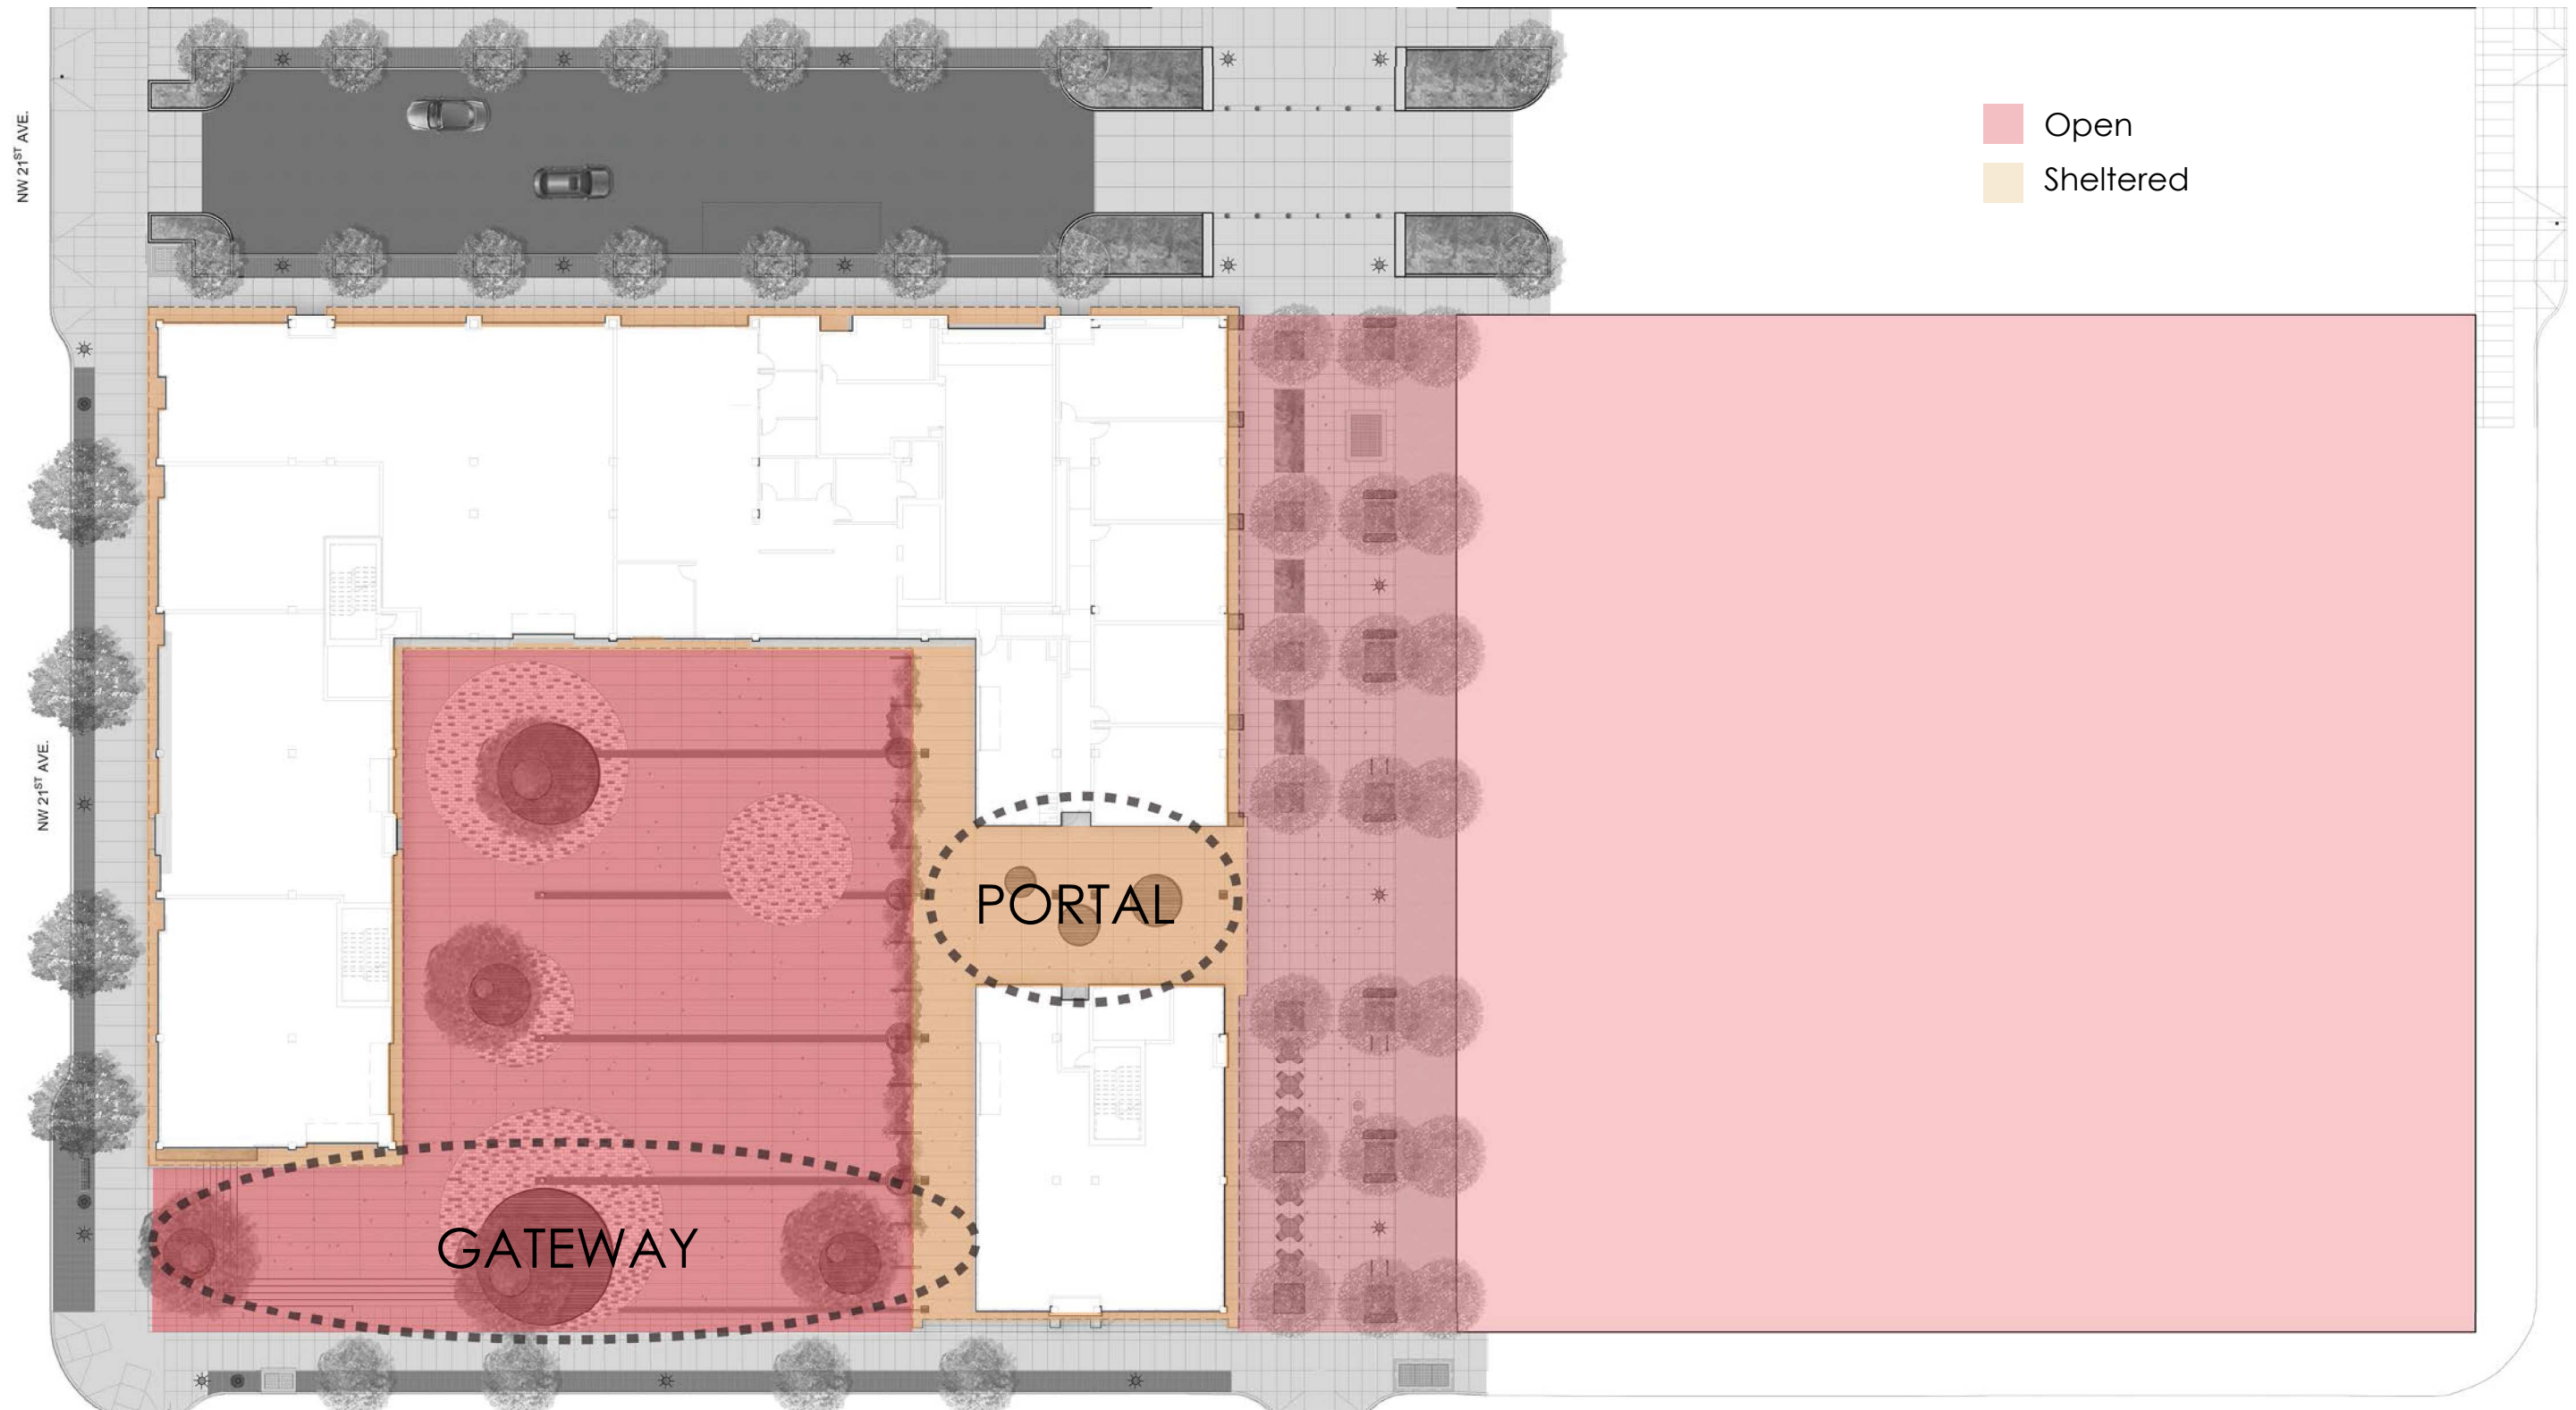 NW 21ST AVE.
Open
Sheltered
NW 21ST AVE.
PORTAL
GATEWAY